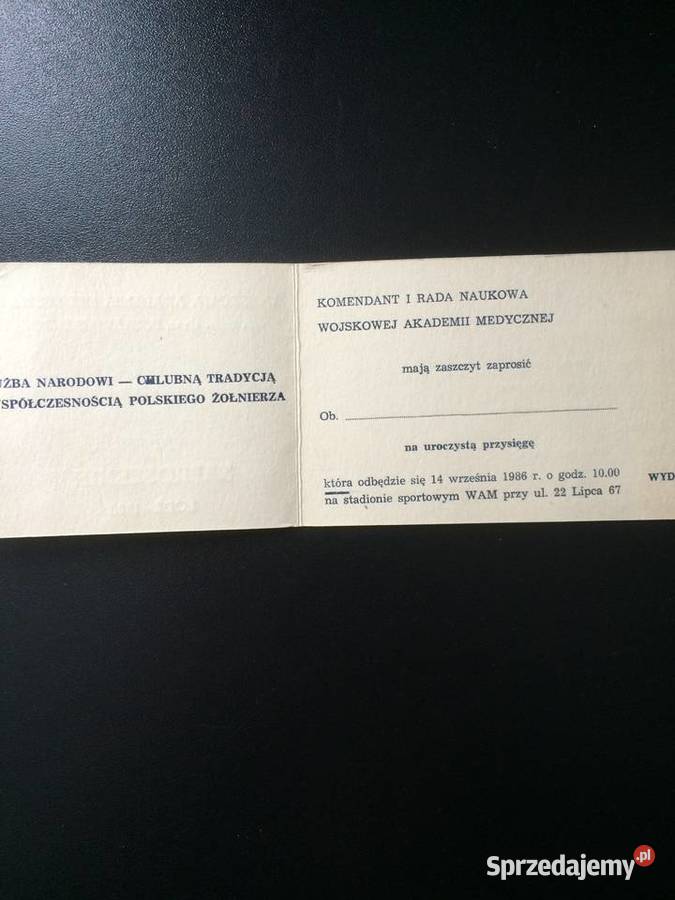 UŻBA NARODOWI — CHLUBNĄ TRADYCJĄ
WSPÓŁCZESNOŚCIĄ POLSKIEGO ŻOŁNIERZA
KOMENDANT I RADA NAUKOWA
WOJSKOWEJ AKADEMII MEDYCZNEJ
mają zaszczyt zaprosić
Ob.
na uroczystą przysięgę
która odbędzie się 14 września 1986 r. o godz. 10.00
na stadionie sportowym WAM przy ul. 22 Lipca 67
WYD
Sprzedajemy.pl